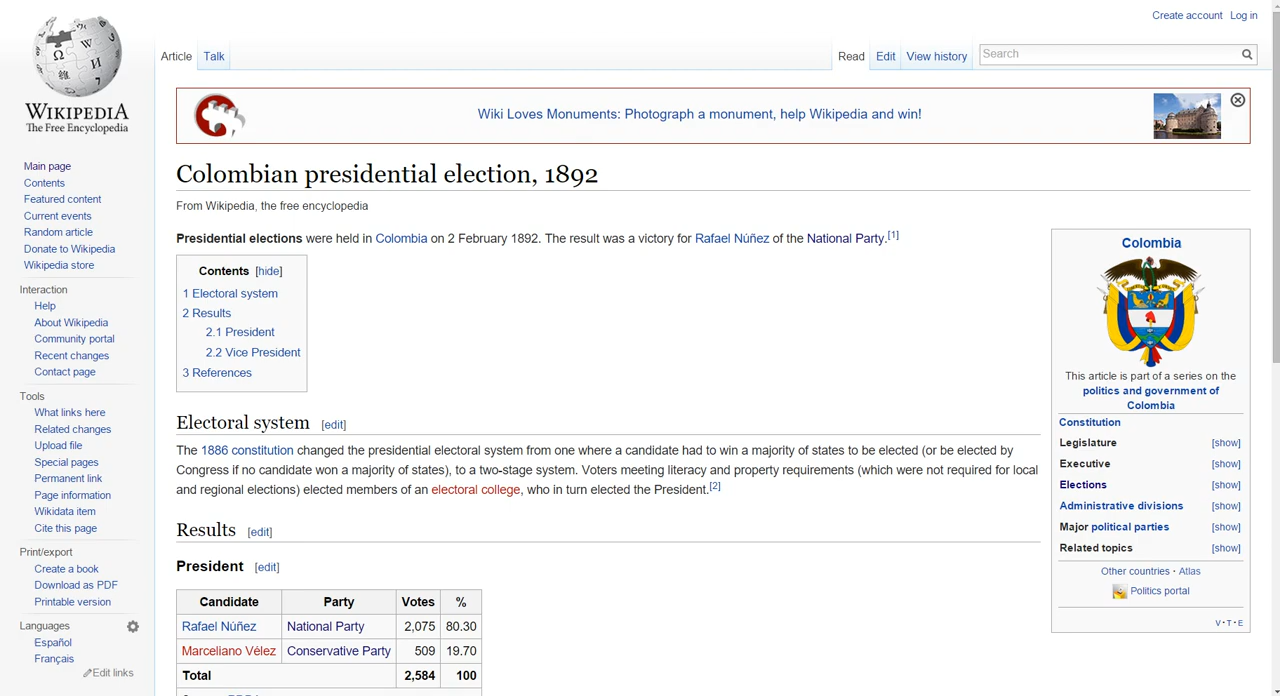 Create account Log in
Article Talk Read Edit View history Search
WIKIPEDIA
The Free Encyclopedia
Wiki Loves Monuments: Photograph a monument, help Wikipedia and win!
Main page
Contents
Featured content
Current events
Random article
Donate to Wikipedia
Wikipedia store
Interaction
Help
About Wikipedia
Community portal
Recent changes
Contact page
Tools
What links here
Related changes
Upload file
Special pages
Permanent link
Page information
Wikidata item
Cite this page
Print/export
Create a book
Download as PDF
Printable version
Languages
Español
Français
Edit links
Colombian presidential election, 1892
From Wikipedia, the free encyclopedia
Presidential elections were held in Colombia on 2 February 1892. The result was a victory for Rafael Núñez of the National Party.[1]
Contents [hide]
1 Electoral system
2 Results
2.1 President
2.2 Vice President
3 References
Electoral system [edit]
The 1886 constitution changed the presidential electoral system from one where a candidate had to win a majority of states to be elected (or be elected by
Congress if no candidate won a majority of states), to a two-stage system. Voters meeting literacy and property requirements (which were not required for local
and regional elections) elected members of an electoral college, who in turn elected the President.[2]
Results [edit]
President [edit]
Candidate Party Votes %
Rafael Núñez National Party 2,075 80.30
Marceliano Vélez Conservative Party 509 19.70
Total 2,584 100
Colombia
This article is part of a series on the
politics and government of
Colombia
Constitution
Legislature [show]
Executive [show]
Elections [show]
Administrative divisions [show]
Major political parties [show]
Related topics [show]
Other countries · Atlas
Politics portal
V · T · E